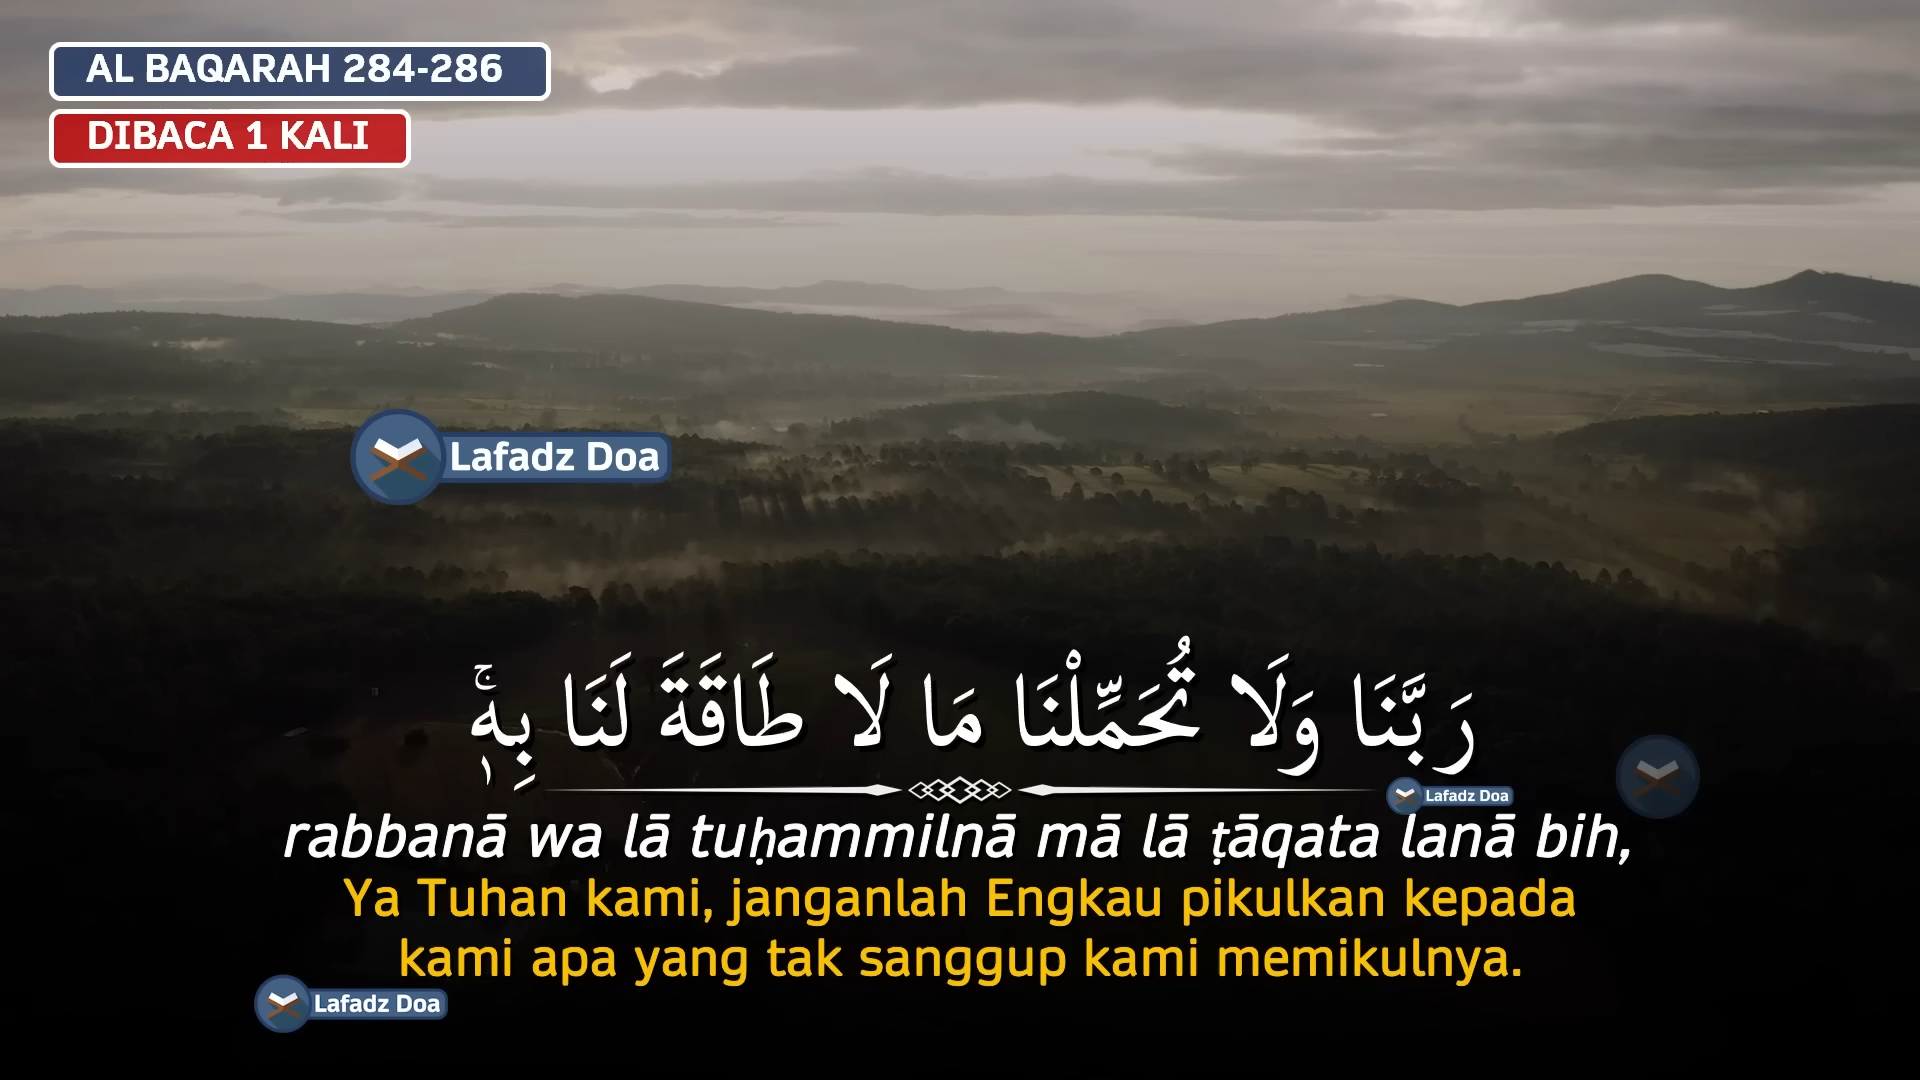 AL BAQARAH 284-286
DIBACA 1 KALI
Lafadz Doa
رَبَّنَا وَلَا تُحَمِّلْنَا مَا لَا طَاقَةَ لَنَا بِهٖۚ
Lafadz Doa
rabbanā wa lā tuḥammilnā mā lā ṭāqata lanā bih,
Ya Tuhan kami, janganlah Engkau pikulkan kepada
kami apa yang tak sanggup kami memikulnya.
Lafadz Doa